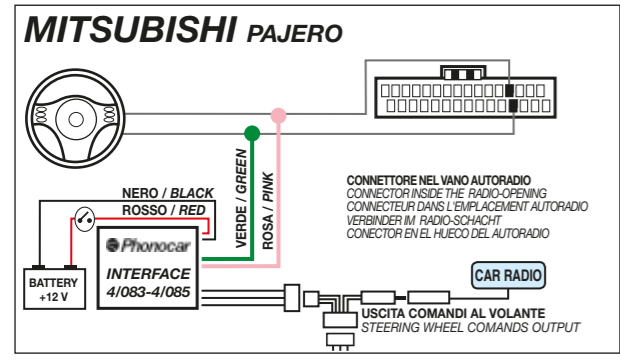 MITSUBISHI PAJERO
NERO / BLACK
ROSSO / RED
VERDE / GREEN
ROSA / PINK
CONNETTORE NEL VANO AUTORADIO
CONNECTOR INSIDE THE RADIO-OPENING
CONNECTEUR DANS L'EMPLACEMENT AUTORADIO
VERBINDER IM RADIO-SCHACHT
CONECTOR EN EL HUECO DEL AUTORADIO
Phonocar
INTERFACE
4/083-4/085
BATTERY
+12 V
CAR RADIO
USCITA COMANDI AL VOLANTE
STEERING WHEEL COMANDS OUTPUT